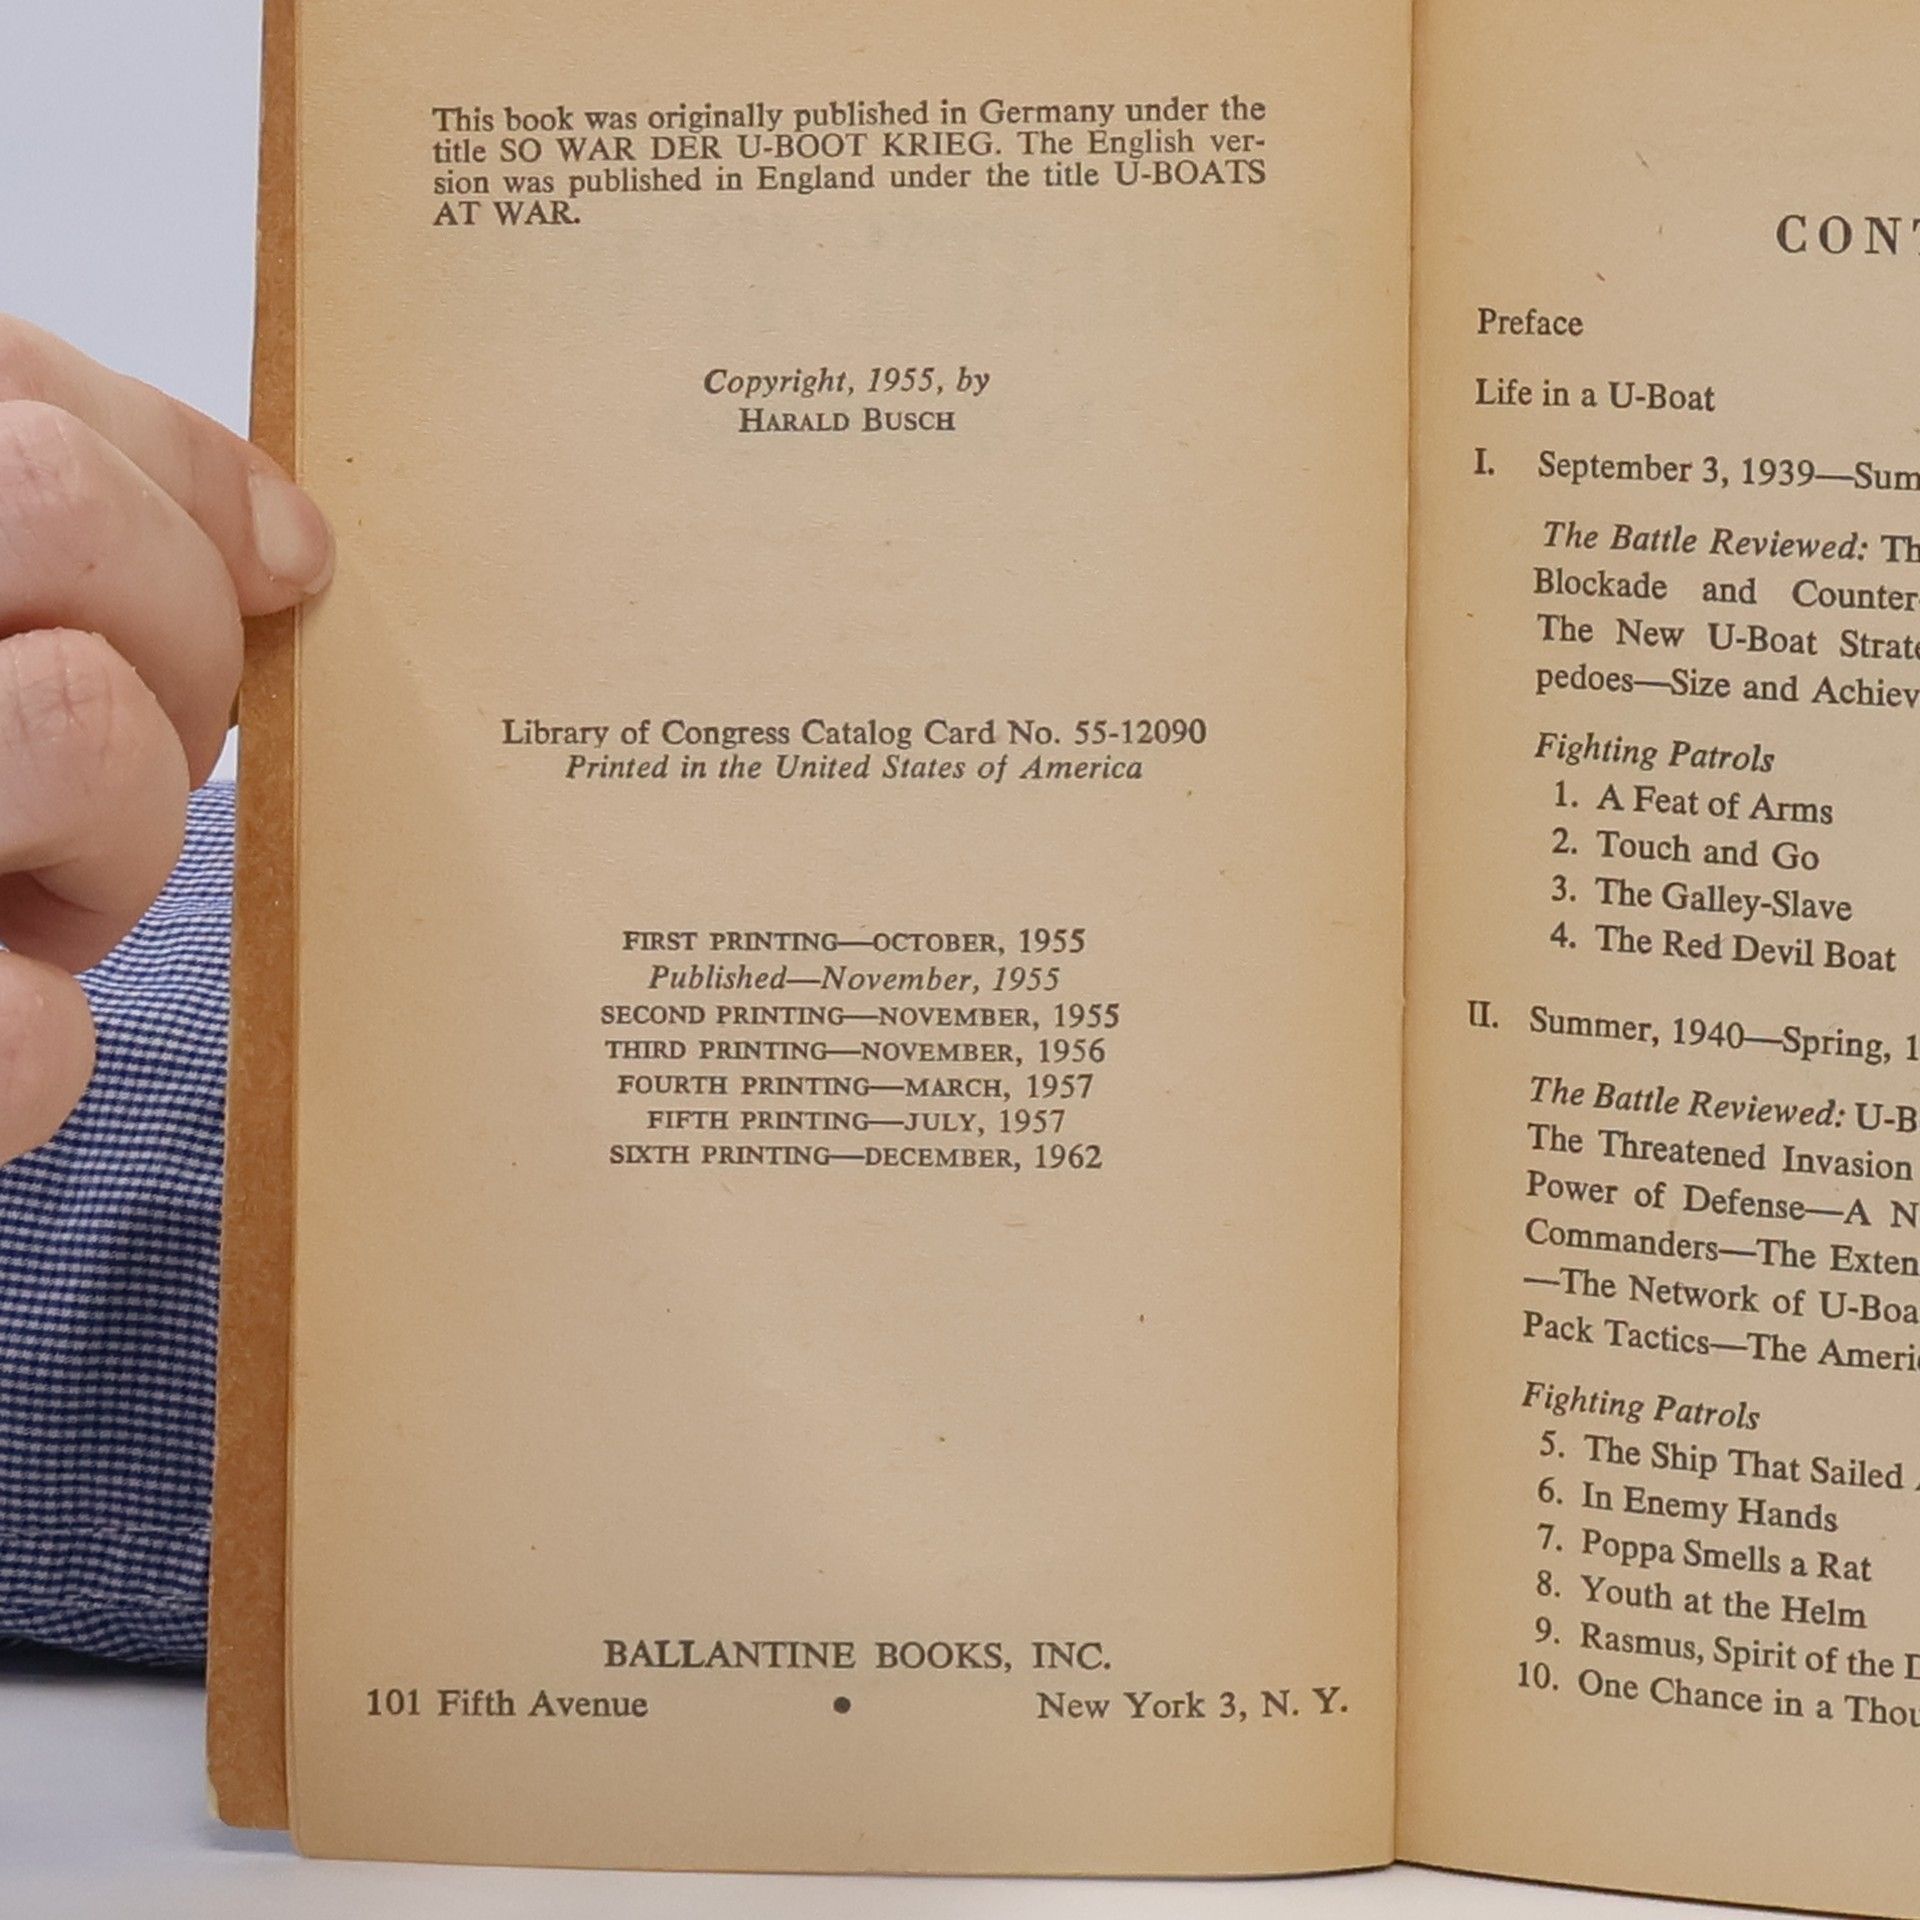 This book was originally published in Germany under the
title SO WAR DER U-BOOT KRIEG. The English ver-
sion was published in England under the title U-BOATS
AT WAR.
Copyright, 1955, by
HARALD BUSCH
Library of Congress Catalog Card No. 55-12090
Printed in the United States of America
FIRST PRINTING—OCTOBER, 1955
Published—November, 1955
SECOND PRINTING—NOVEMBER, 1955
THIRD PRINTING—NOVEMBER, 1956
FOURTH PRINTING—MARCH, 1957
FIFTH PRINTING—JULY, 1957
SIXTH PRINTING—DECEMBER, 1962
BALLANTINE BOOKS, INC.
101 Fifth Avenue • New York 3, N. Y.
CON
Preface
Life in a U-Boat
I. September 3, 1939—Sum
The Battle Reviewed: Th
Blockade and Counter-
The New U-Boat Strate
pedoes—Size and Achiev
Fighting Patrols
1. A Feat of Arms
2. Touch and Go
3. The Galley-Slave
4. The Red Devil Boat
II. Summer, 1940—Spring, 1
The Battle Reviewed: U-B
The Threatened Invasion
Power of Defense—A N
Commanders—The Exten
—The Network of U-Boa
Pack Tactics—The Ameri
Fighting Patrols
5. The Ship That Sailed
6. In Enemy Hands
7. Poppa Smells a Rat
8. Youth at the Helm
9. Rasmus, Spirit of the D
10. One Chance in a Thou